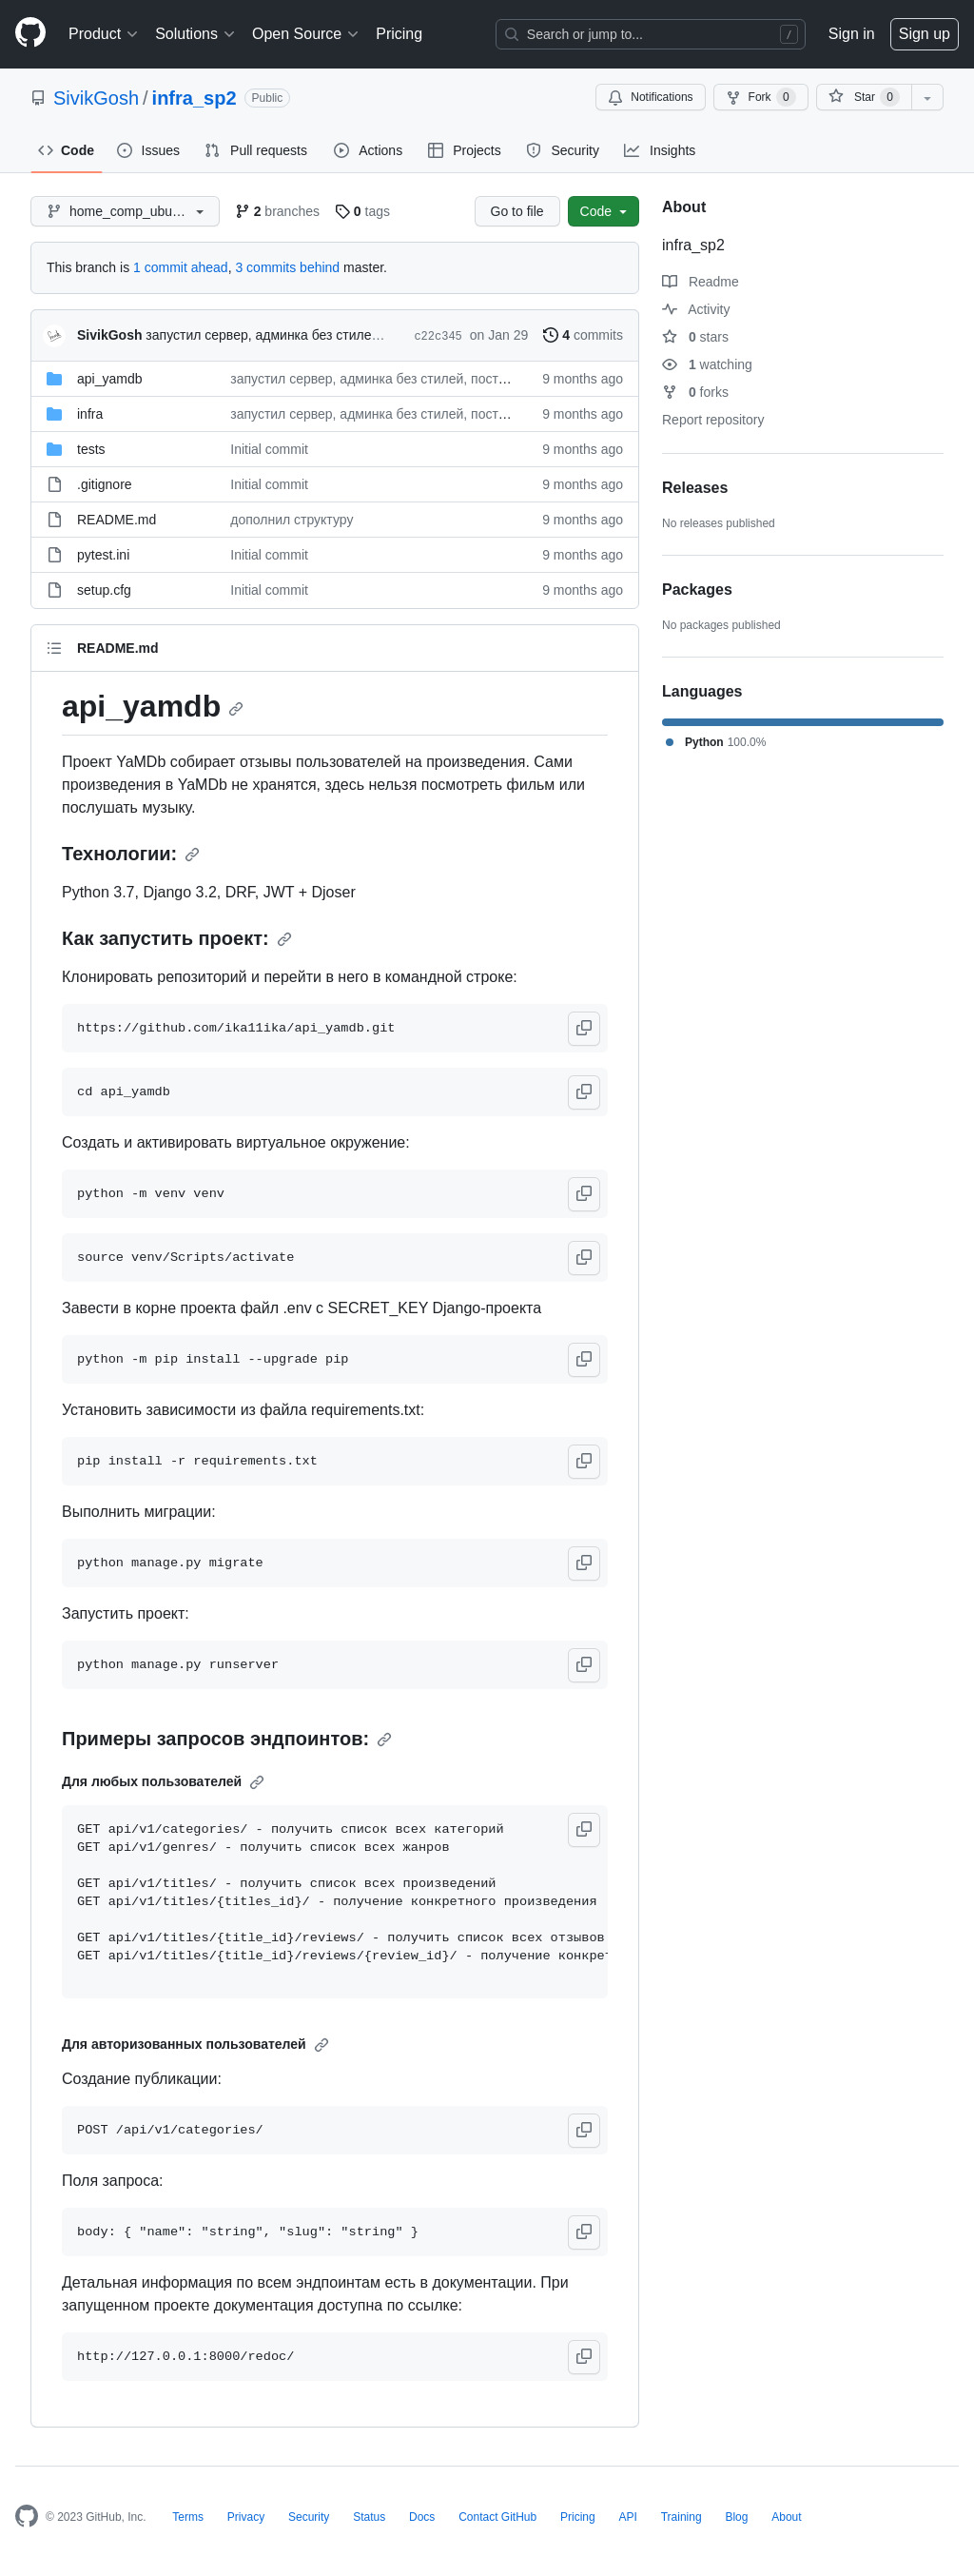 Product Solutions Open Source Pricing Search or jump to... / Sign in Sign up
SivikGosh / infra_sp2 Public Notifications Fork 0 Star 0
Code Issues Pull requests Actions Projects Security Insights
home_comp_ubu... 2 branches 0 tags Go to file Code
This branch is 1 commit ahead, 3 commits behind master.
SivikGosh запустил сервер, админка без стиле... c22c345 on Jan 29 4 commits
api_yamdb запустил сервер, админка без стилей, пост... 9 months ago
infra запустил сервер, админка без стилей, пост... 9 months ago
tests Initial commit 9 months ago
.gitignore Initial commit 9 months ago
README.md дополнил структуру 9 months ago
pytest.ini Initial commit 9 months ago
setup.cfg Initial commit 9 months ago
README.md
api_yamdb
Проект YaMDb собирает отзывы пользователей на произведения. Сами
произведения в YaMDb не хранятся, здесь нельзя посмотреть фильм или
послушать музыку.
Технологии:
Python 3.7, Django 3.2, DRF, JWT + Djoser
Как запустить проект:
Клонировать репозиторий и перейти в него в командной строке:
https://github.com/ika11ika/api_yamdb.git
cd api_yamdb
Создать и активировать виртуальное окружение:
python -m venv venv
source venv/Scripts/activate
Завести в корне проекта файл .env с SECRET_KEY Django-проекта
python -m pip install --upgrade pip
Установить зависимости из файла requirements.txt:
pip install -r requirements.txt
Выполнить миграции:
python manage.py migrate
Запустить проект:
python manage.py runserver
Примеры запросов эндпоинтов:
Для любых пользователей
GET api/v1/categories/ - получить список всех категорий
GET api/v1/genres/ - получить список всех жанров
GET api/v1/titles/ - получить список всех произведений
GET api/v1/titles/{titles_id}/ - получение конкретного произведения
GET api/v1/titles/{title_id}/reviews/ - получить список всех отзывов
GET api/v1/titles/{title_id}/reviews/{review_id}/ - получение конкрет
Для авторизованных пользователей
Создание публикации:
POST /api/v1/categories/
Поля запроса:
body: { "name": "string", "slug": "string" }
Детальная информация по всем эндпоинтам есть в документации. При
запущенном проекте документация доступна по ссылке:
http://127.0.0.1:8000/redoc/
About
infra_sp2
Readme
Activity
0 stars
1 watching
0 forks
Report repository
Releases
No releases published
Packages
No packages published
Languages
Python 100.0%
© 2023 GitHub, Inc. Terms Privacy Security Status Docs Contact GitHub Pricing API Training Blog About